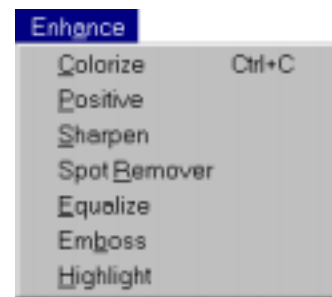 Enhance
Colorize Ctrl+C
Positive
Sharpen
Spot Remover
Equalize
Emboss
Highlight